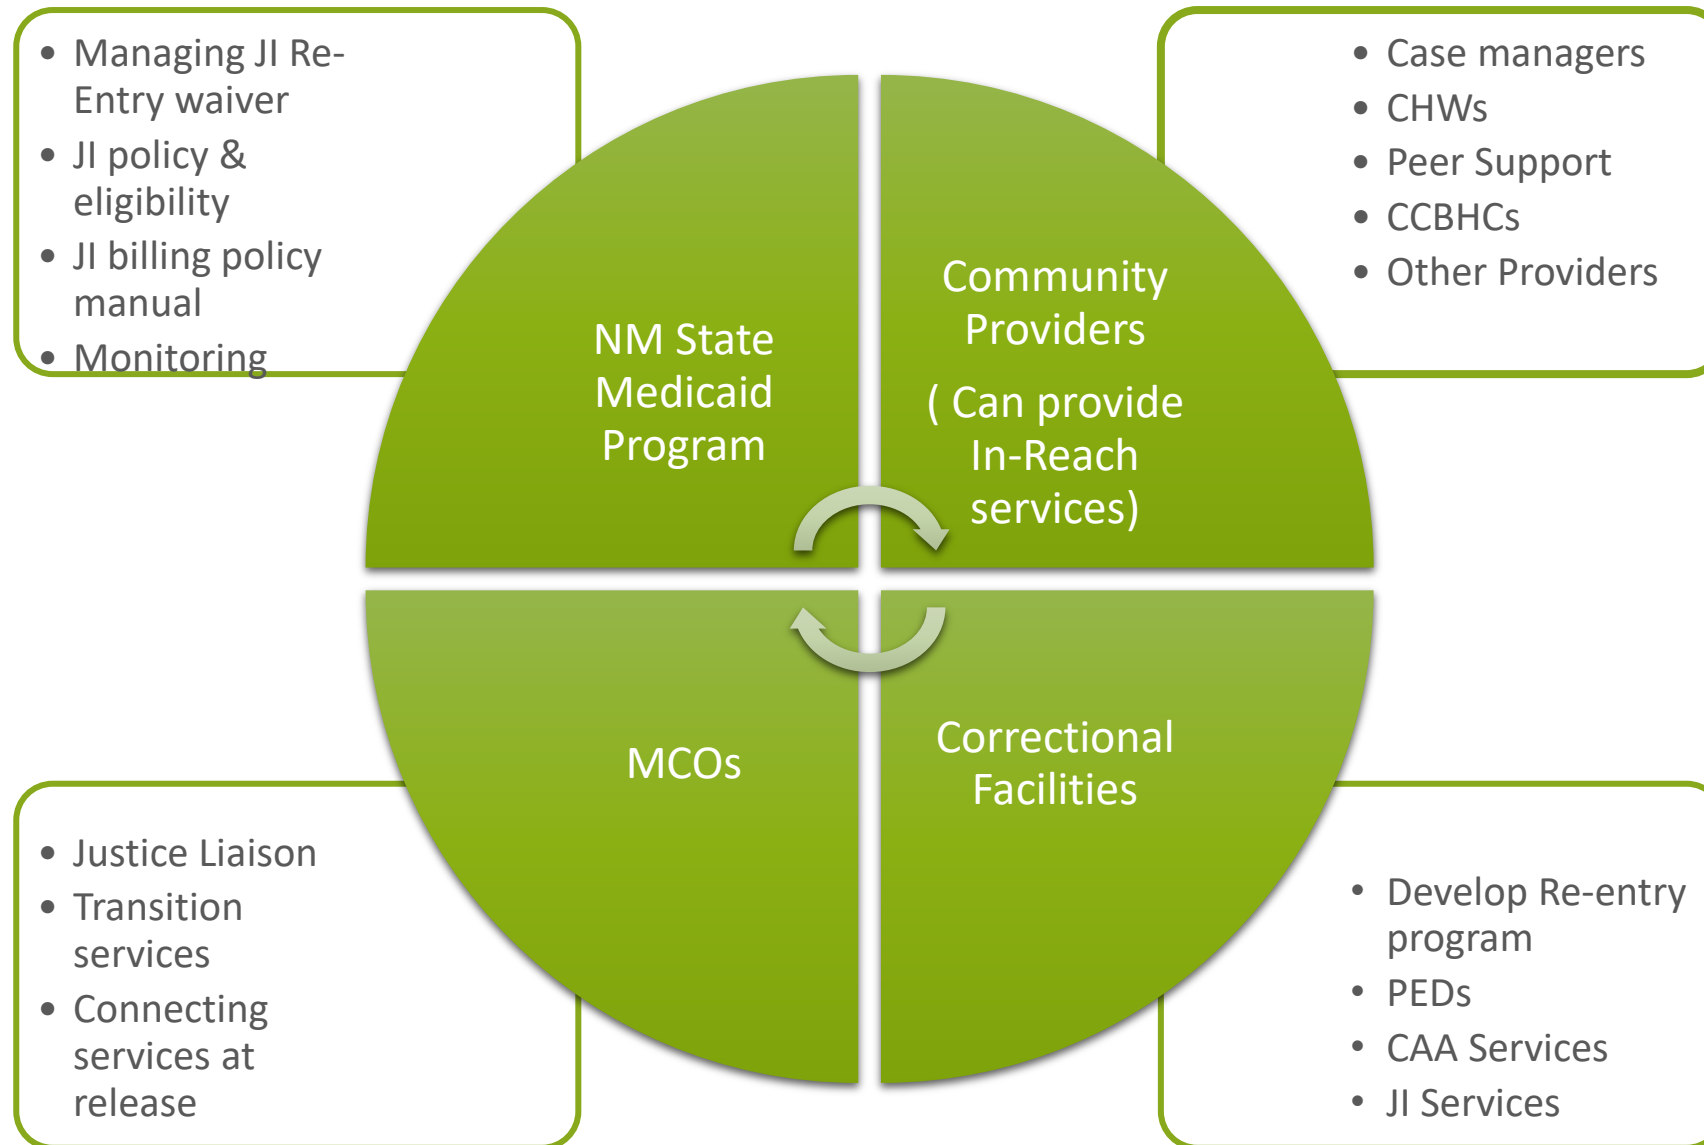 • Managing JI Re-
Entry waiver
• JI policy &
eligibility
• JI billing policy
manual
• Monitoring
• Case managers
• CHWs
• Peer Support
• CCBHCs
• Other Providers
NM State
Medicaid
Program
Community
Providers
( Can provide
In-Reach
services)
MCOs
Correctional
Facilities
• Justice Liaison
• Transition
services
• Connecting
services at
release
• Develop Re-entry
program
• PEDs
• CAA Services
• JI Services